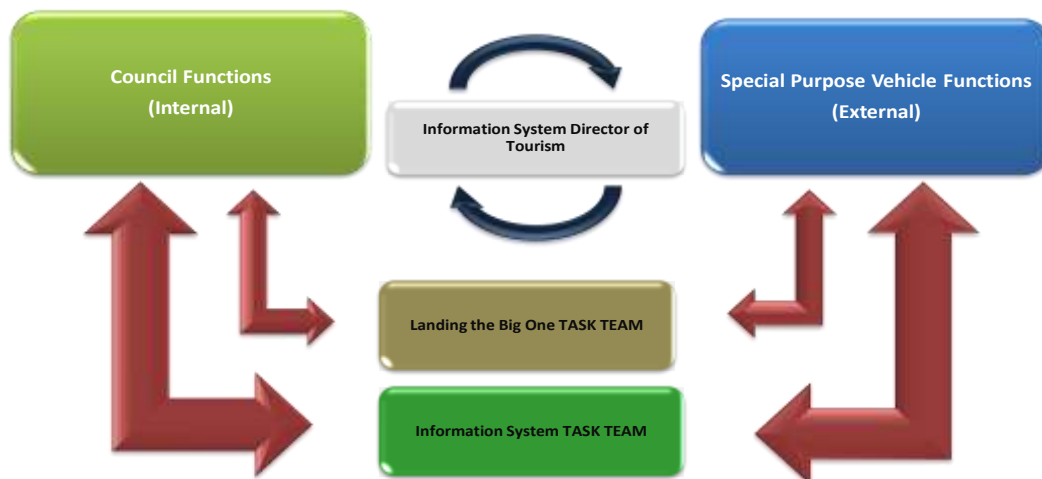 Council Functions
(Internal)
Information System Director of
Tourism
Special Purpose Vehicle Functions
(External)
Landing the Big One TASK TEAM
Information System TASK TEAM